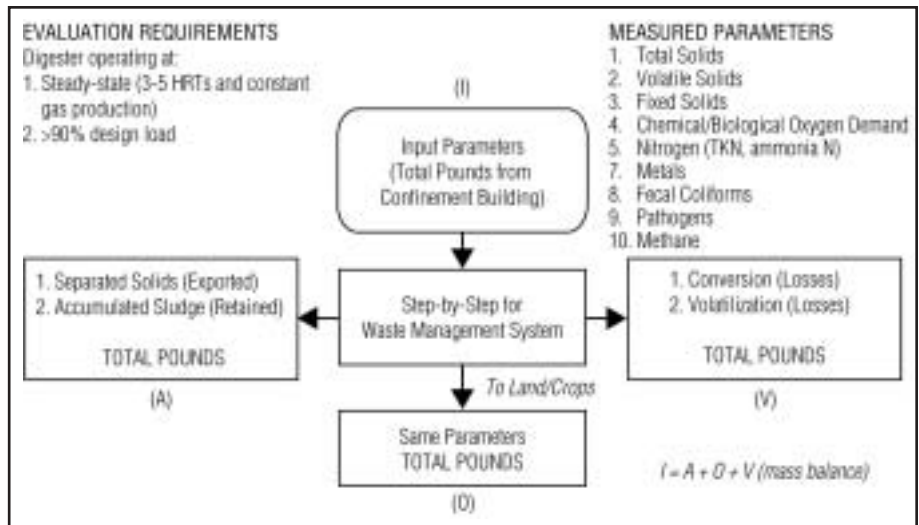 EVALUATION REQUIREMENTS
Digester operating at:
1. Steady-state (3-5 HRTs and constant
gas production)
2. >90% design load
MEASURED PARAMETERS
1. Total Solids
2. Volatile Solids
3. Fixed Solids
4. Chemical/Biological Oxygen Demand
5. Nitrogen (TKN, ammonia N)
7. Metals
8. Fecal Coliforms
9. Pathogens
10. Methane
(I)
Input Parameters
(Total Pounds from
Confinement Building)
1. Separated Solids (Exported)
2. Accumulated Sludge (Retained)
TOTAL POUNDS
(A)
Step-by-Step for
Waste Management System
1. Conversion (Losses)
2. Volatilization (Losses)
TOTAL POUNDS
(V)
To Land/Crops
Same Parameters
TOTAL POUNDS
(O)
I = A + O + V (mass balance)